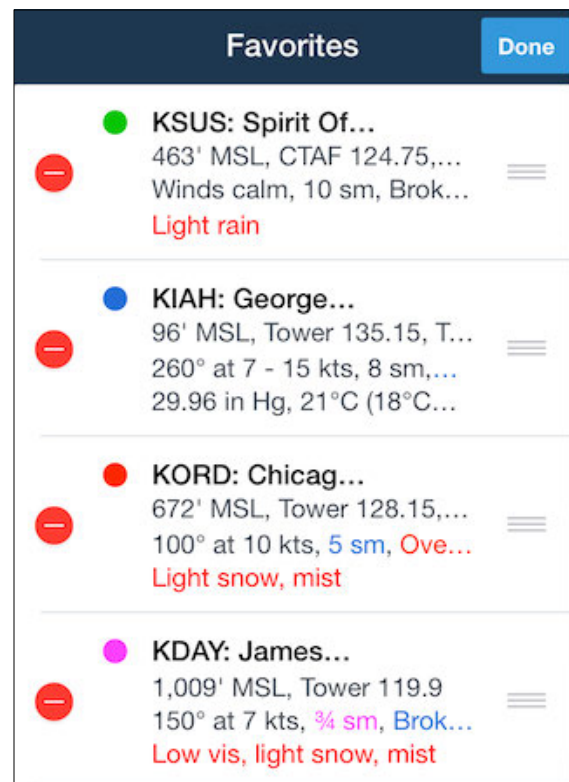 Favorites
Done
KSUS: Spirit Of...
463' MSL, CTAF 124.75,...
Winds calm, 10 sm, Brok...
Light rain
KIAH: George...
96' MSL, Tower 135.15, T...
260° at 7 - 15 kts, 8 sm,...
29.96 in Hg, 21°C (18°C...
KORD: Chicag...
672' MSL, Tower 128.15,...
100° at 10 kts, 5 sm, Ove...
Light snow, mist
KDAY: James...
1,009' MSL, Tower 119.9
150° at 7 kts, ¾ sm, Brok...
Low vis, light snow, mist